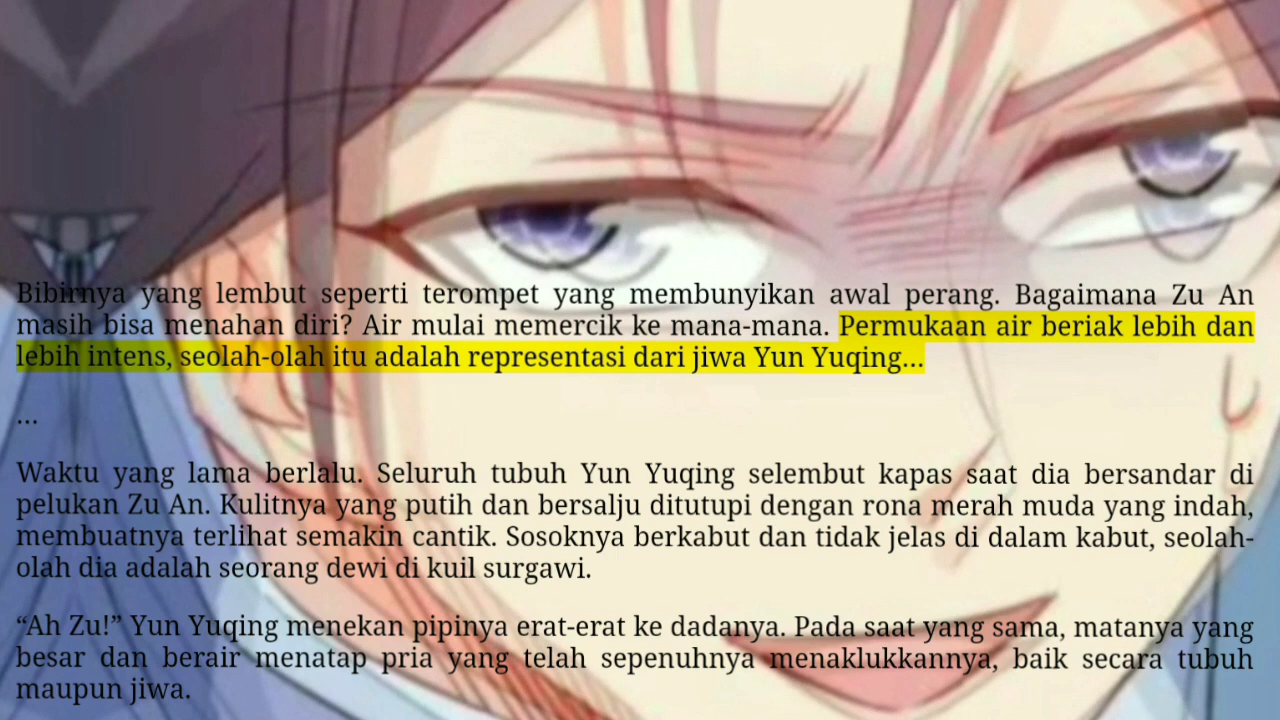 Bibirnya yang lembut seperti terompet yang membunyikan awal perang. Bagaimana Zu An
masih bisa menahan diri? Air mulai memercik ke mana-mana. Permukaan air beriak lebih dan
lebih intens, seolah-olah itu adalah representasi dari jiwa Yun Yuqing...
...
Waktu yang lama berlalu. Seluruh tubuh Yun Yuqing selembut kapas saat dia bersandar di
pelukan Zu An. Kulitnya yang putih dan bersalju ditutupi dengan rona merah muda yang indah,
membuatnya terlihat semakin cantik. Sosoknya berkabut dan tidak jelas di dalam kabut, seolah-
olah dia adalah seorang dewi di kuil surgawi.
“Ah Zu!” Yun Yuqing menekan pipinya erat-erat ke dadanya. Pada saat yang sama, matanya yang
besar dan berair menatap pria yang telah sepenuhnya menaklukkannya, baik secara tubuh
maupun jiwa.